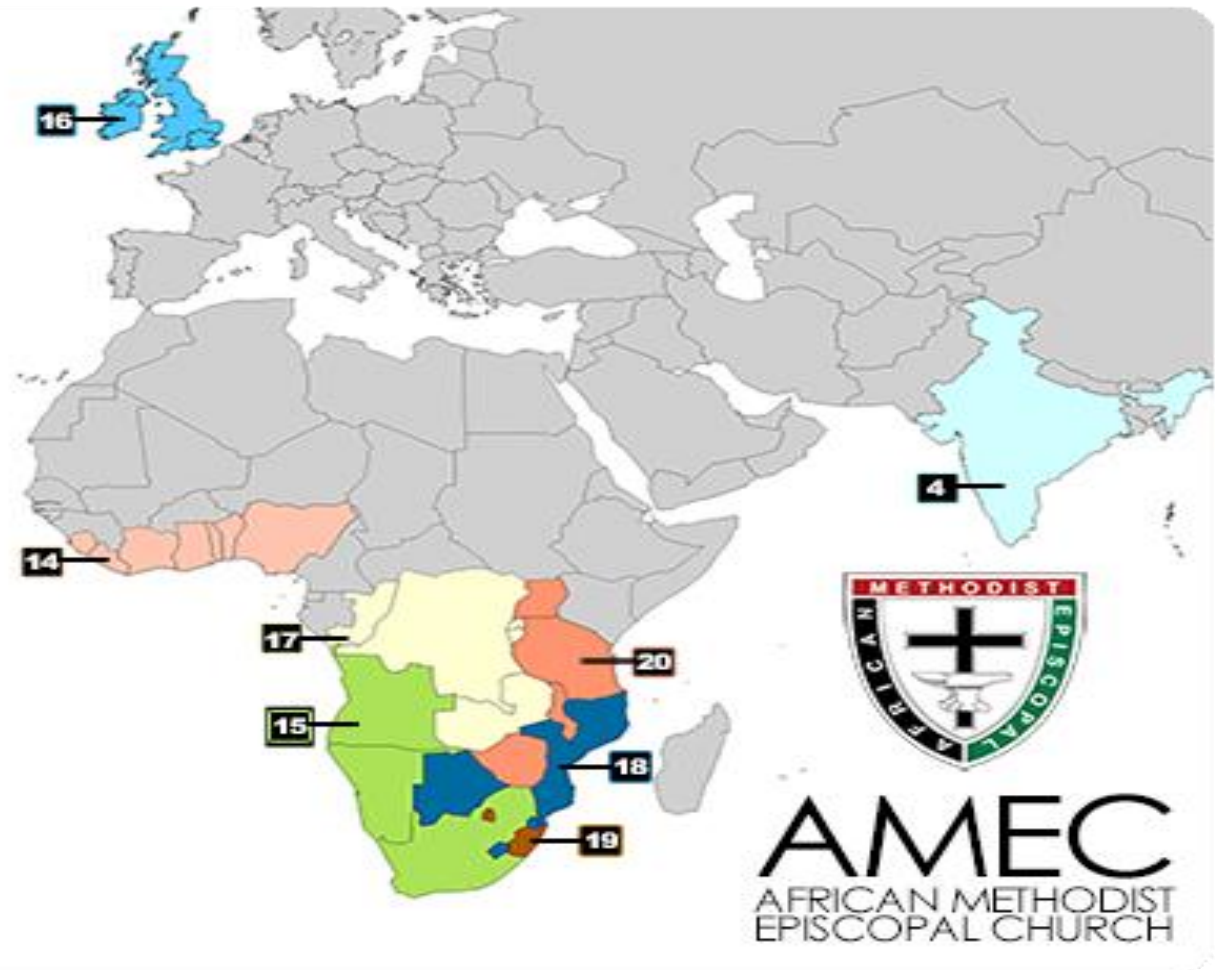 16
4
14
17
20
15
18
19
METHODIST
AFRICAN
EPISCOPAL
AMEC
AFRICAN METHODIST
EPISCOPAL CHURCH